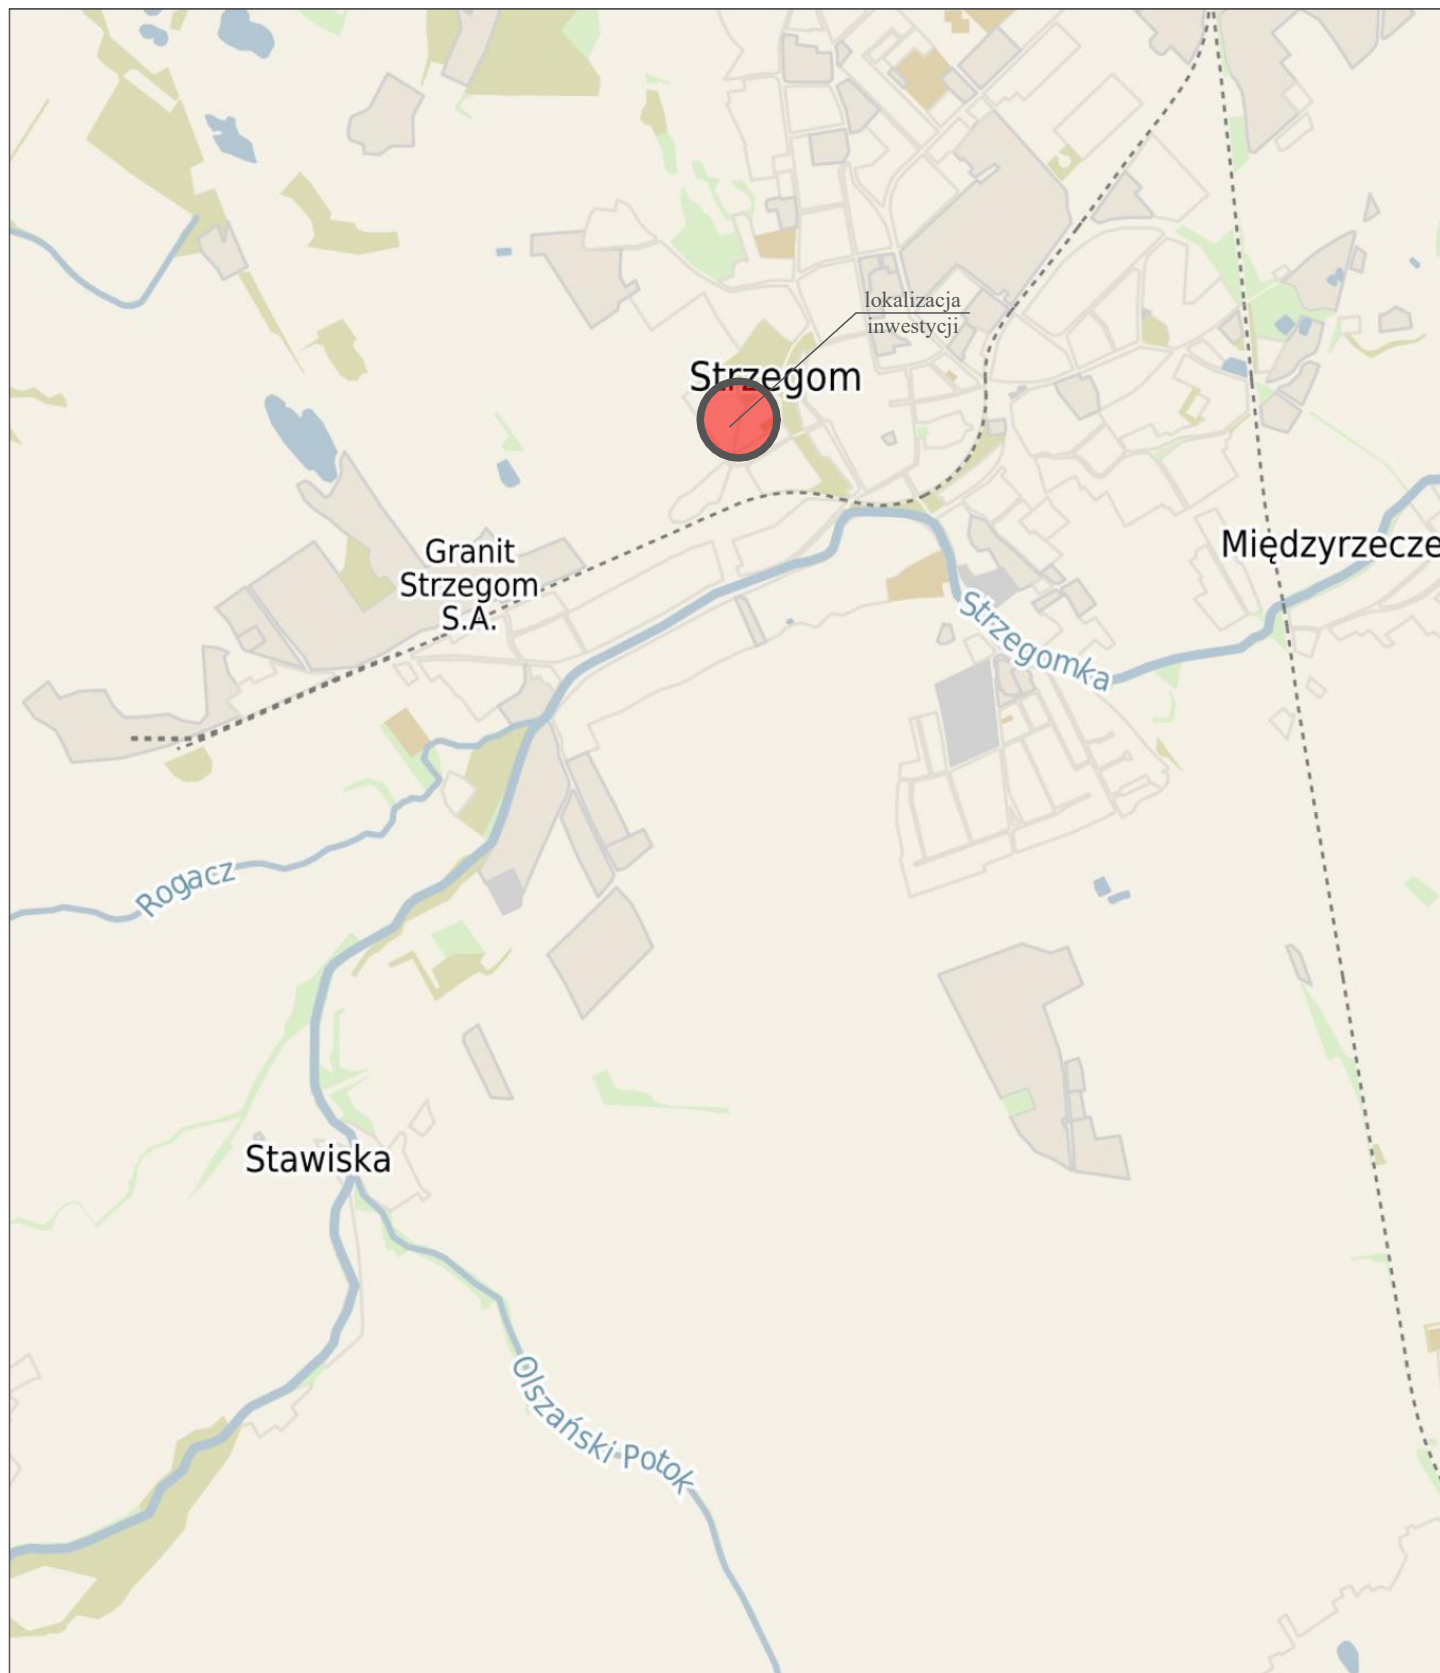 lokalizacja
inwestycji
Strzegom
Granit
Strzegom
S.A.
Międzyrzecze
Strzegomka
Rogacz
Stawiska
Olszański Potok